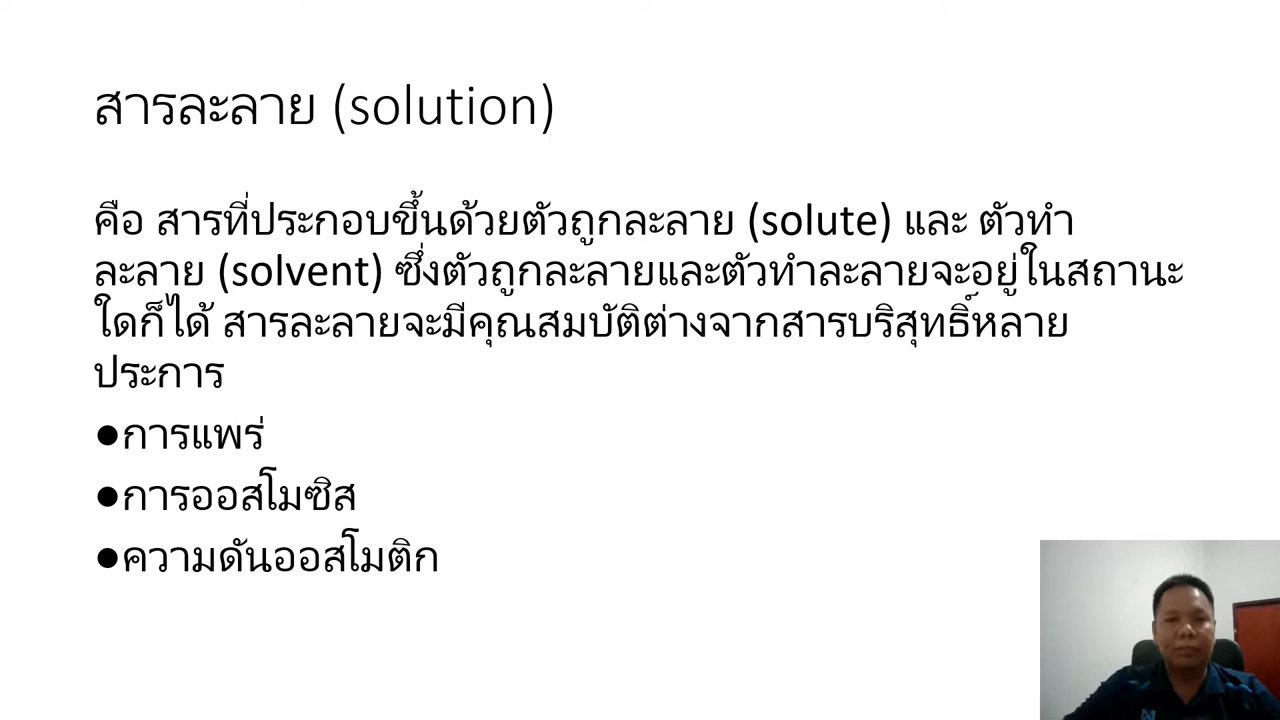 สารละลาย (solution)
คือ สารที่ประกอบขึ้นด้วยตัวถูกละลาย (solute) และ ตัวทำ
ละลาย (solvent) ซึ่งตัวถูกละลายและตัวทำละลายจะอยู่ในสถานะ
ใดก็ได้ สารละลายจะมีคุณสมบัติต่างจากสารบริสุทธิ์หลาย
ประการ
●การแพร่
●การออสโมซิส
●ความดันออสโมติก